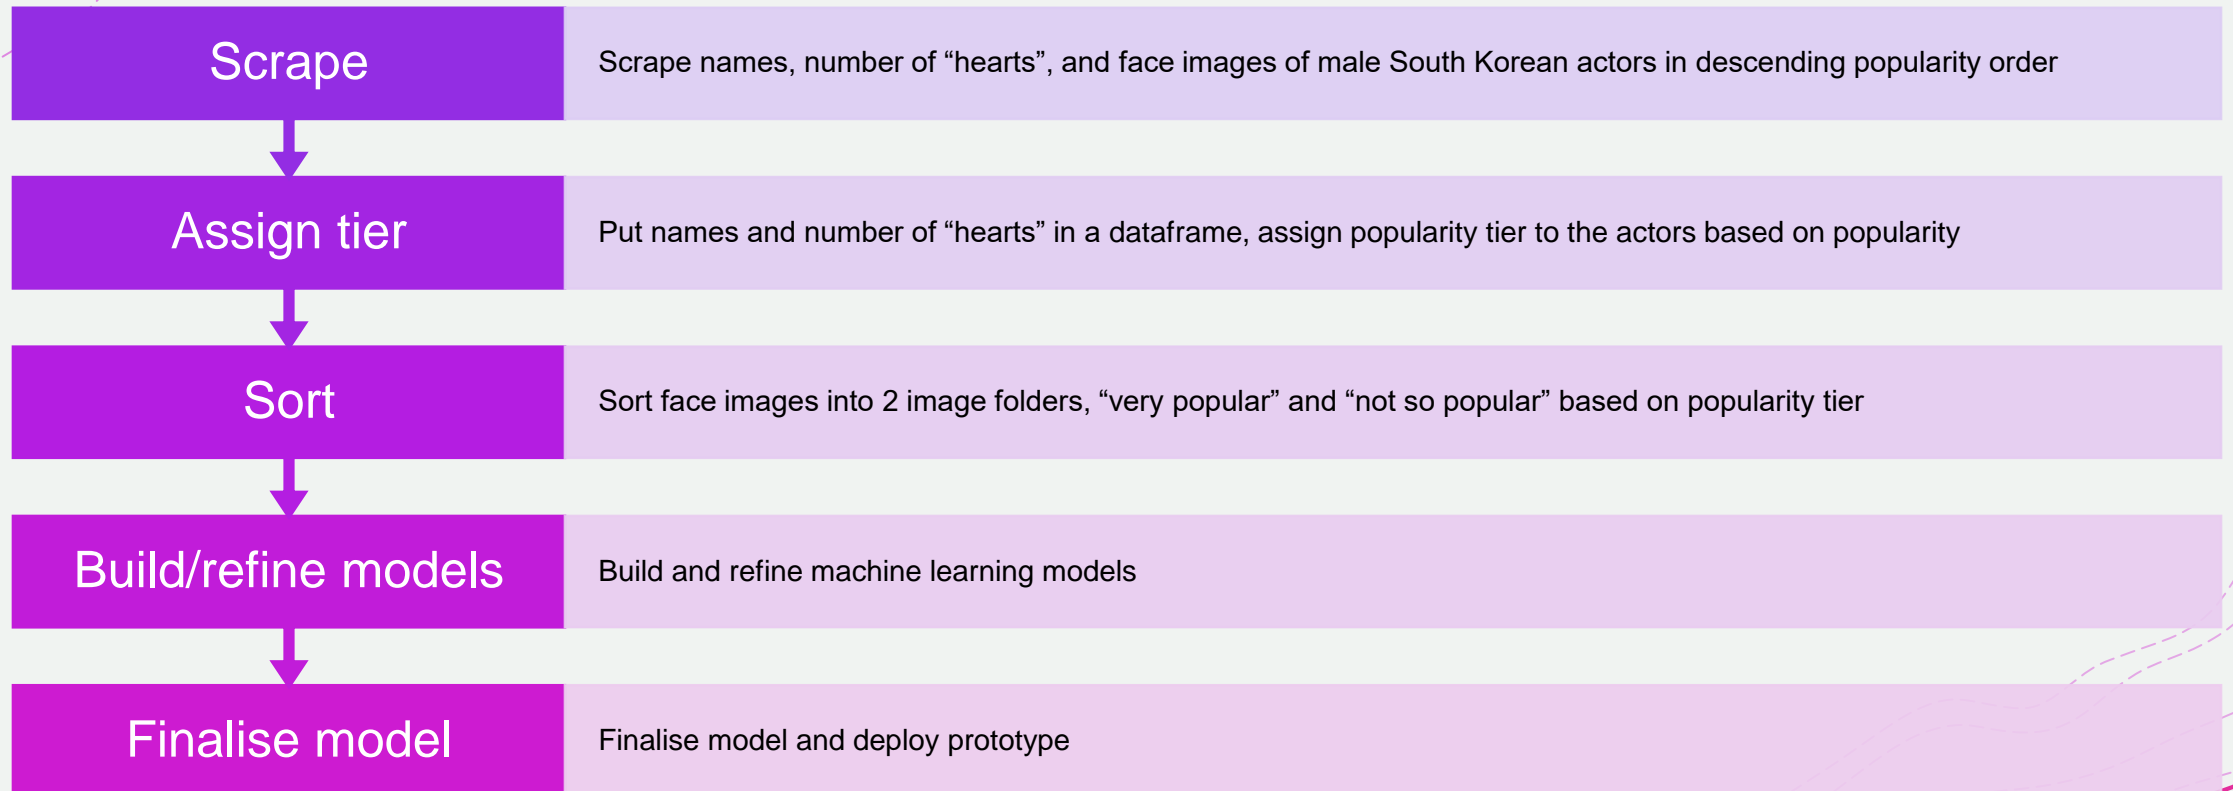 Scrape
Scrape names, number of “hearts”, and face images of male South Korean actors in descending popularity order
Assign tier
Put names and number of “hearts” in a dataframe, assign popularity tier to the actors based on popularity
Sort
Sort face images into 2 image folders, “very popular” and “not so popular” based on popularity tier
Build/refine models
Build and refine machine learning models
Finalise model
Finalise model and deploy prototype